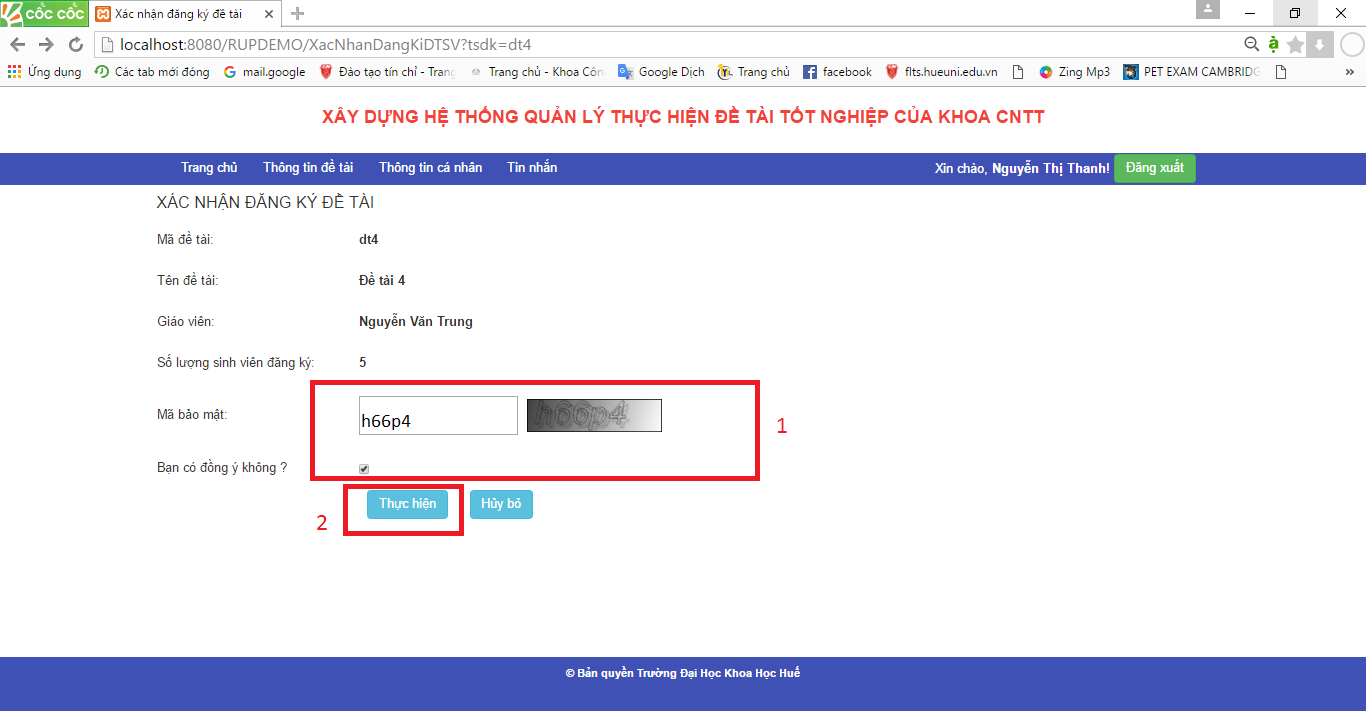 cốc cốc Xác nhận đăng ký đề tài
localhost:8080/RUPDEMO/XacNhanDangKiDTSV?tsdk=dt4
Ứng dụng Các tab mới đóng mail.google Đào tạo tín chỉ - Tran Trang chủ - Khoa Côn Google Dịch Trang chủ facebook flts.hueuni.edu.vn Zing Mp3 PET EXAM CAMBRIDG »
XÂY DỰNG HỆ THỐNG QUẢN LÝ THỰC HIỆN ĐỀ TÀI TỐT NGHIỆP CỦA KHOA CNTT
Trang chủ Thông tin đề tài Thông tin cá nhân Tin nhắn Xin chào, Nguyễn Thị Thanh! Đăng xuất
XÁC NHẬN ĐĂNG KÝ ĐỀ TÀI
Mã đề tài: dt4
Tên đề tài: Đề tài 4
Giáo viên: Nguyễn Văn Trung
Số lượng sinh viên đăng ký: 5
Mã bảo mật: h66p4 h66p4 1
Bạn có đồng ý không ?
2 Thực hiện Hủy bỏ
© Bản quyền Trường Đại Học Khoa Học Huế